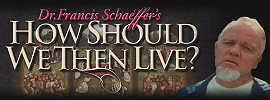 Dr. Francis Schaeffer's
HOW SHOULD
WE THEN LIVE?